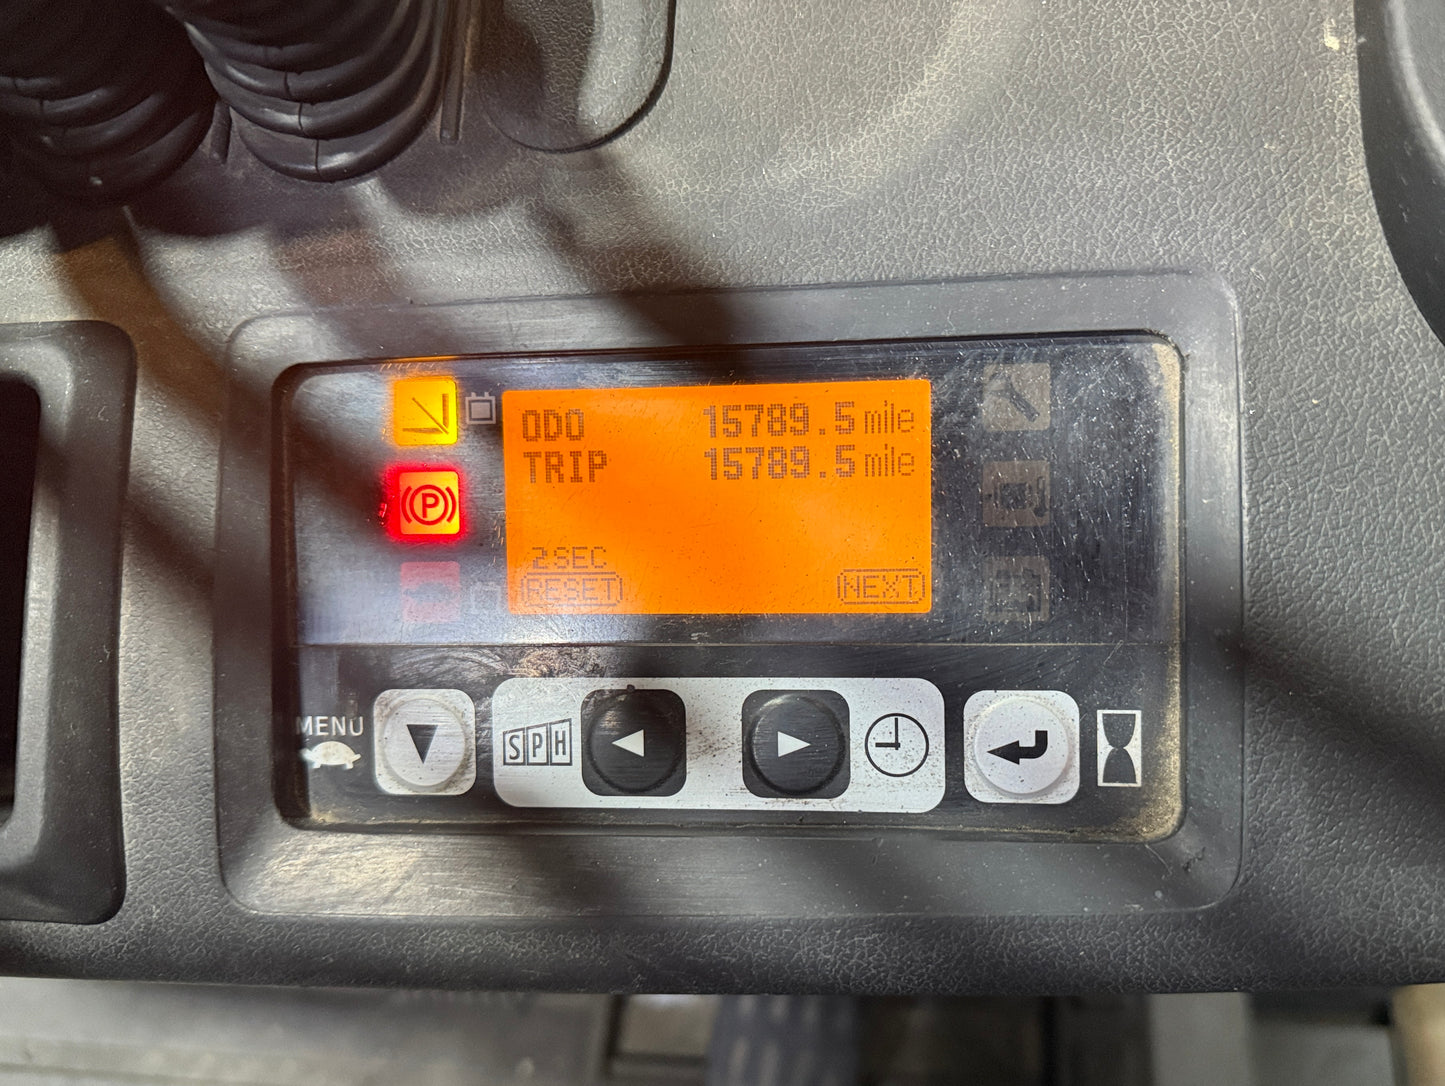 ODO 15789.5 mile
TRIP 15789.5 mile
2SEC
RESET NEXT
P
MENU
SPH